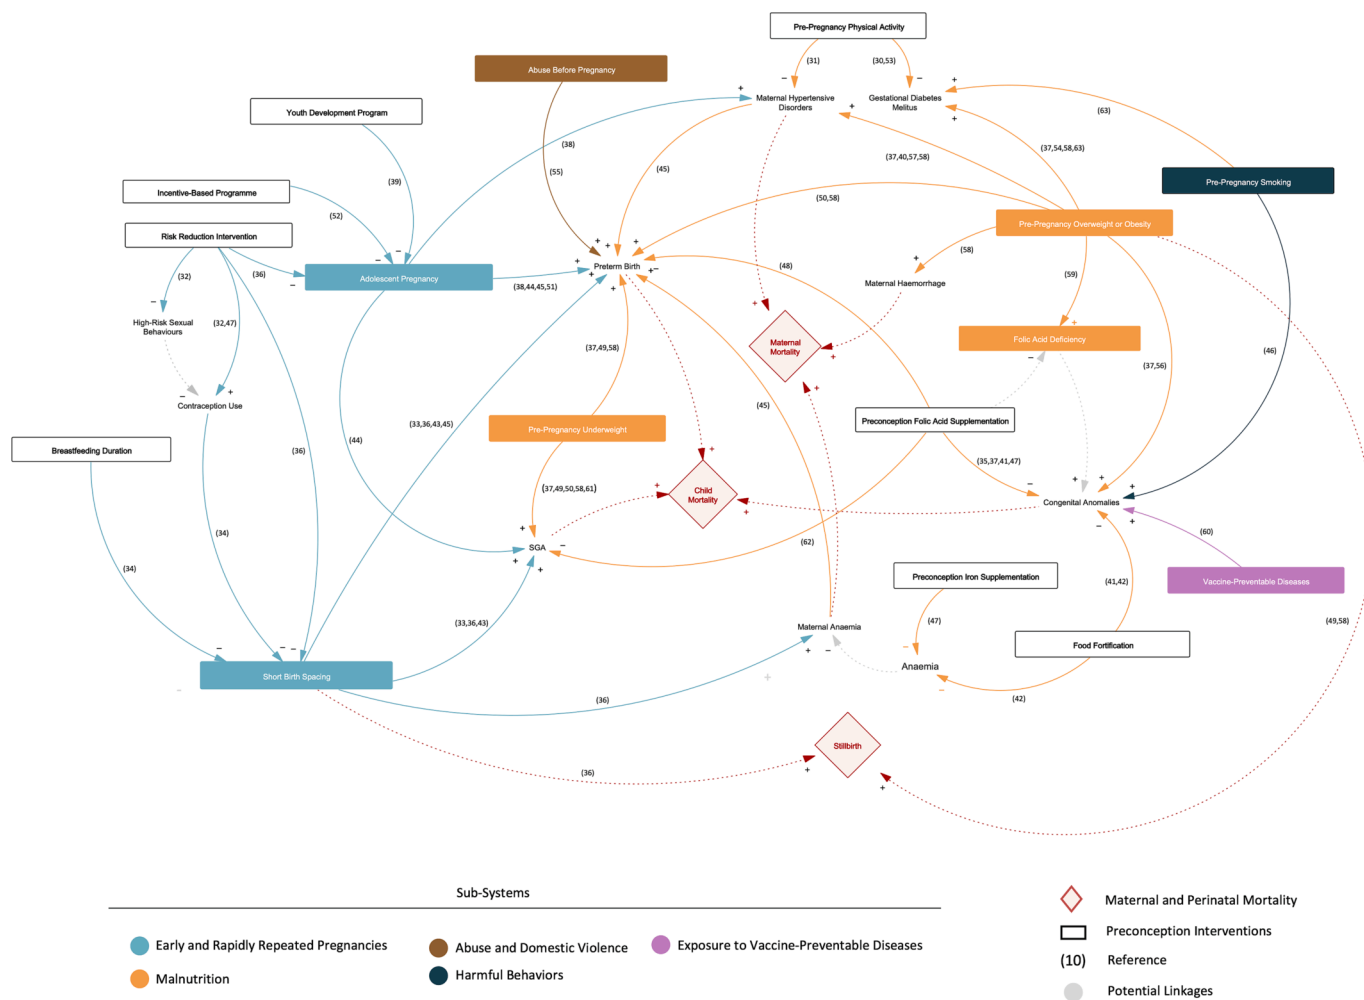 Pre-Pregnancy Physical Activity
(31)
(30,53)
−
−
+
Abuse Before Pregnancy
+
Maternal Hypertensive
Disorders
+
Gestational Diabetes
Melitus
+
(63)
Youth Development Program
(38)
(37,54,58,63)
(37,40,57,58)
(45)
(55)
(39)
Pre-Pregnancy Smoking
Incentive-Based Programme
(50,58)
(52)
Pre-Pregnancy Overweight or Obesity
Risk Reduction Intervention
−
+
+
+
(58)
(32)
(36)
−
+
+
Preterm Birth
+−
(48)
+
(59)
Adolescent Pregnancy
−
(38,44,45,51)
+
Maternal Haemorrhage
−
High-Risk Sexual
Behaviours
(32,47)
+
+
Maternal
Mortality
Folic Acid Deficiency
(37,49,58)
+
−
(46)
(37,56)
−
+
+
Contraception Use
(45)
(33,36,43,45)
Preconception Folic Acid Supplementation
Pre-Pregnancy Underweight
(44)
(36)
Breastfeeding Duration
+
(35,37,41,47)
+
+
+
−
Child
Mortality
(37,49,50,58,61)
Congenital Anomalies
+
+
−
+
(34)
(60)
+
−
(62)
SGA
+
+
(34)
Preconception Iron Supplementation
Vaccine-Preventable Diseases
(41,42)
(49,58)
(33,36,43)
(47)
Maternal Anaemia
Food Fortification
−
− −
+
−
−
Anaemia
Short Birth Spacing
+
−
−
(36)
(42)
Stillbirth
(36)
+
+
Sub-Systems
Early and Rapidly Repeated Pregnancies
Abuse and Domestic Violence
Exposure to Vaccine-Preventable Diseases
Malnutrition
Harmful Behaviors
Maternal and Perinatal Mortality
Preconception Interventions
(10) Reference
Potential Linkages